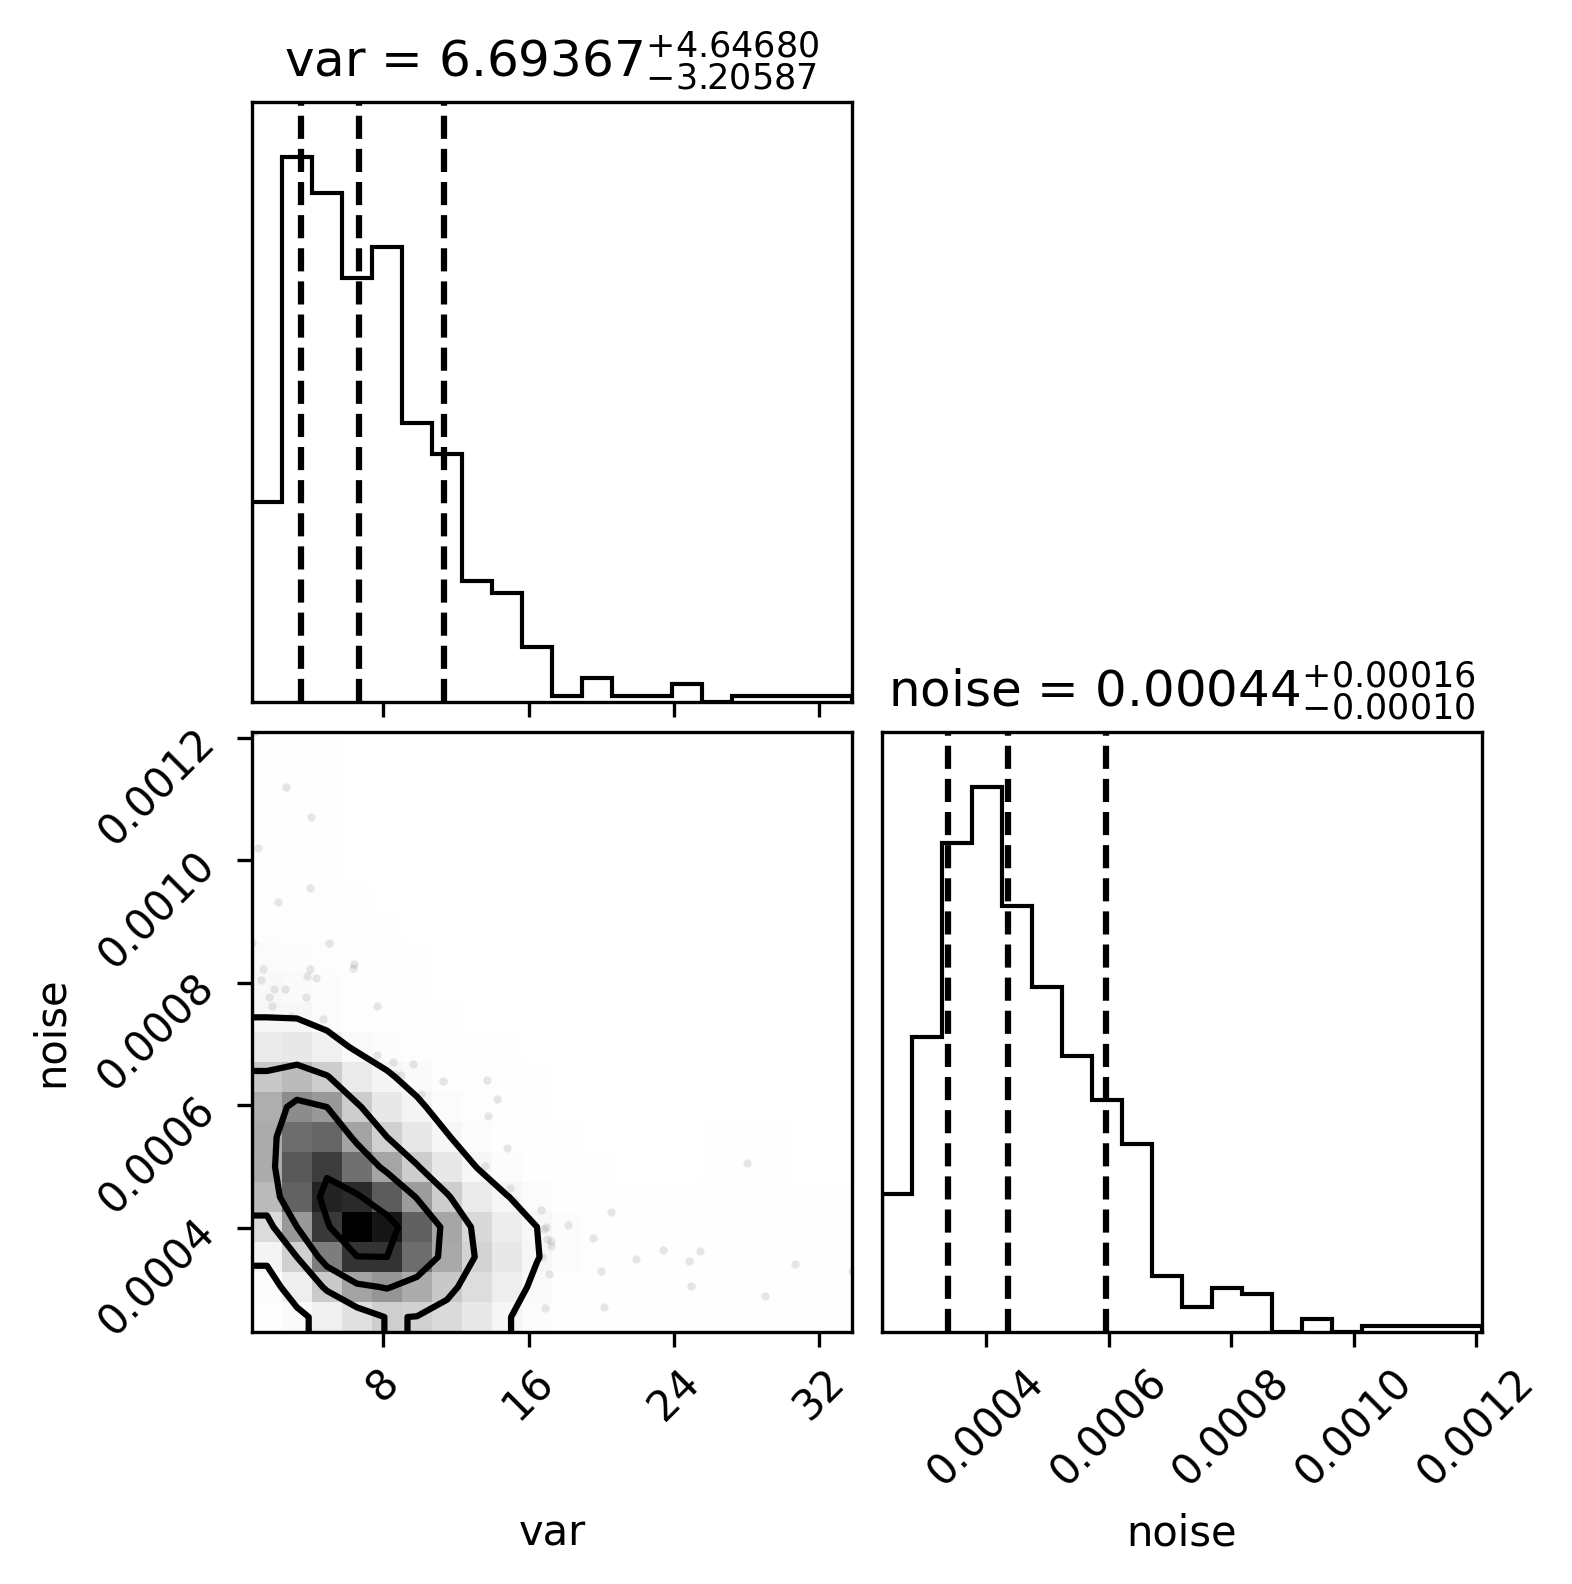 var = 6.69367 +4.64680 −3.20587
noise = 0.00044 +0.00016 −0.00010
0.0012
0.0010
0.0008
0.0006
0.0004
noise
8 16 24 32
0.0004 0.0006 0.0008 0.0010 0.0012
var
noise